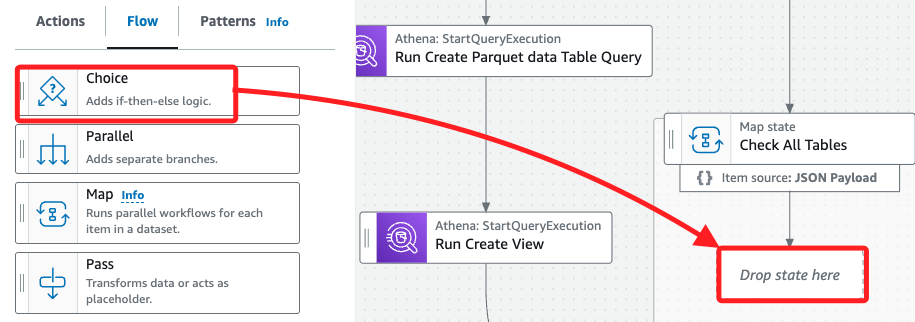 Actions
Flow
Patterns Info
Choice
Adds if-then-else logic.
Parallel
Adds separate branches.
Map Info
Runs parallel workflows for each
item in a dataset.
Pass
Transforms data or acts as
placeholder.
Athena: StartQueryExecution
Run Create Parquet data Table Query
Athena: StartQueryExecution
Run Create View
Map state
Check All Tables
{} Item source: JSON Payload
Drop state here